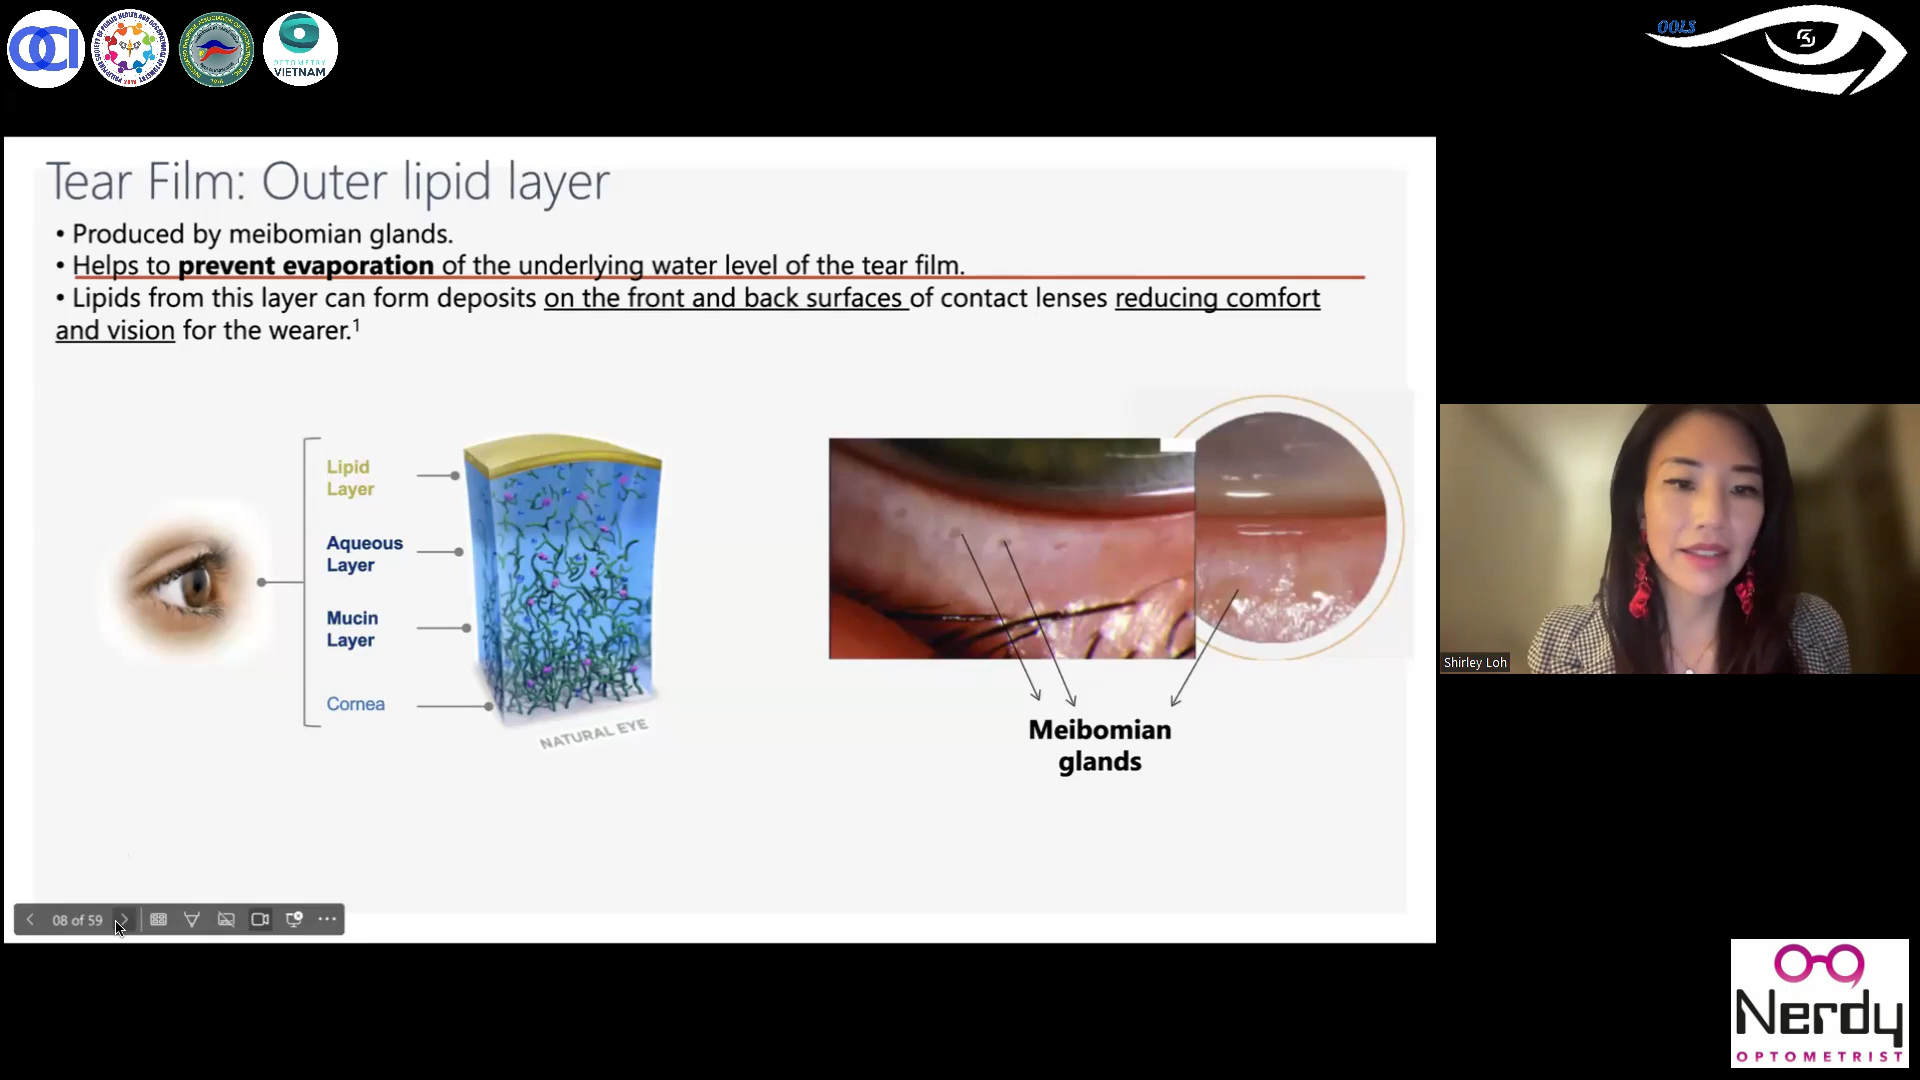 OCI
OPTOMETRY
VIETNAM
OOLS
Tear Film: Outer lipid layer
• Produced by meibomian glands.
• Helps to prevent evaporation of the underlying water level of the tear film.
• Lipids from this layer can form deposits on the front and back surfaces of contact lenses reducing comfort
and vision for the wearer.1
Lipid
Layer
Aqueous
Layer
Mucin
Layer
Cornea
NATURAL EYE
Meibomian
glands
Shirley Loh
08 of 59
Nerdy
OPTOMETRIST